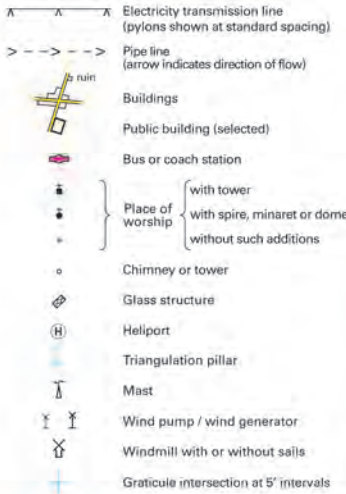 Electricity transmission line
(pylons shown at standard spacing)
Pipe line
(arrow indicates direction of flow)
ruin
Buildings
Public building (selected)
Bus or coach station
with tower
Place of
worship
with spire, minaret or dome
without such additions
Chimney or tower
Glass structure
H
Heliport
Triangulation pillar
Mast
Wind pump / wind generator
Windmill with or without sails
Graticule intersection at 5' intervals